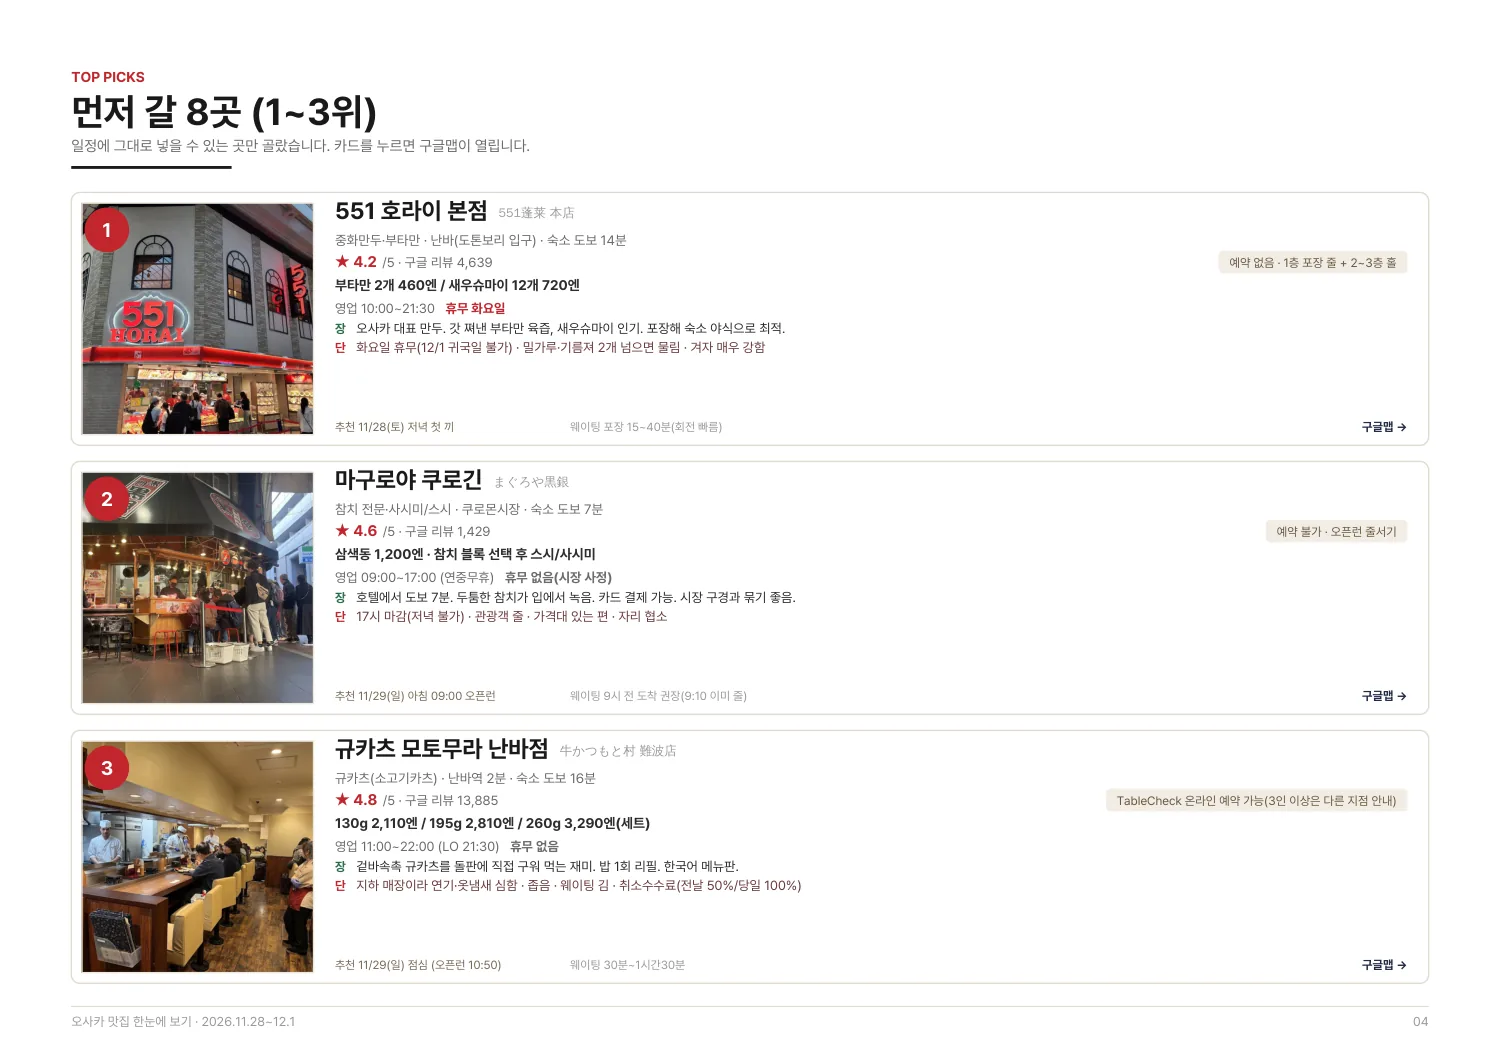 TOP PICKS
먼저 갈 8곳 (1~3위)
일정에 그대로 넣을 수 있는 곳만 골랐습니다. 카드를 누르면 구글맵이 열립니다.
1
551
HORAI
551
551 호라이 본점 551蓬莱 本店
중화만두·부타만 · 난바(도톤보리 입구) · 숙소 도보 14분
★ 4.2 /5 · 구글 리뷰 4,639
예약 없음 · 1층 포장 줄 + 2~3층 홀
부타만 2개 460엔 / 새우슈마이 12개 720엔
영업 10:00~21:30 휴무 화요일
장 오사카 대표 만두. 갓 쪄낸 부타만 육즙, 새우슈마이 인기. 포장해 숙소 야식으로 최적.
단 화요일 휴무(12/1 귀국일 불가) · 밀가루·기름져 2개 넘으면 물림 · 겨자 매우 강함
추천 11/28(토) 저녁 첫 끼 웨이팅 포장 15~40분(회전 빠름) 구글맵 →
2
마구로야 쿠로긴 まぐろや黒銀
참치 전문·사시미/스시 · 쿠로몬시장 · 숙소 도보 7분
★ 4.6 /5 · 구글 리뷰 1,429
예약 불가 · 오픈런 줄서기
삼색동 1,200엔 · 참치 블록 선택 후 스시/사시미
영업 09:00~17:00 (연중무휴) 휴무 없음(시장 사정)
장 호텔에서 도보 7분. 두툼한 참치가 입에서 녹음. 카드 결제 가능. 시장 구경과 묶기 좋음.
단 17시 마감(저녁 불가) · 관광객 줄 · 가격대 있는 편 · 자리 협소
추천 11/29(일) 아침 09:00 오픈런 웨이팅 9시 전 도착 권장(9:10 이미 줄) 구글맵 →
3
규카츠 모토무라 난바점 牛かつもと村 難波店
규카츠(소고기카츠) · 난바역 2분 · 숙소 도보 16분
★ 4.8 /5 · 구글 리뷰 13,885
TableCheck 온라인 예약 가능(3인 이상은 다른 지점 안내)
130g 2,110엔 / 195g 2,810엔 / 260g 3,290엔(세트)
영업 11:00~22:00 (LO 21:30) 휴무 없음
장 겉바속촉 규카츠를 돌판에 직접 구워 먹는 재미. 밥 1회 리필. 한국어 메뉴판.
단 지하 매장이라 연기·옷냄새 심함 · 좁음 · 웨이팅 김 · 취소수수료(전날 50%/당일 100%)
추천 11/29(일) 점심 (오픈런 10:50) 웨이팅 30분~1시간30분 구글맵 →
오사카 맛집 한눈에 보기 · 2026.11.28~12.1 04